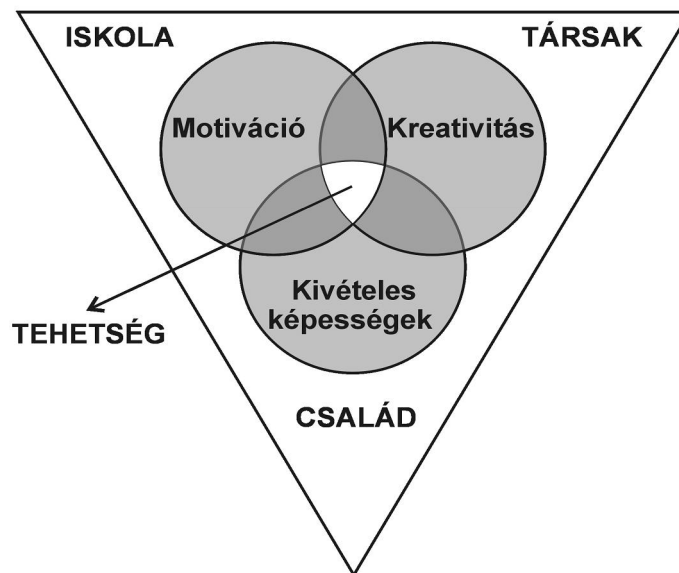 ISKOLA
TÁRSAK
Motiváció
Kreativitás
Kivételes
képességek
TEHETSÉG
CSALÁD